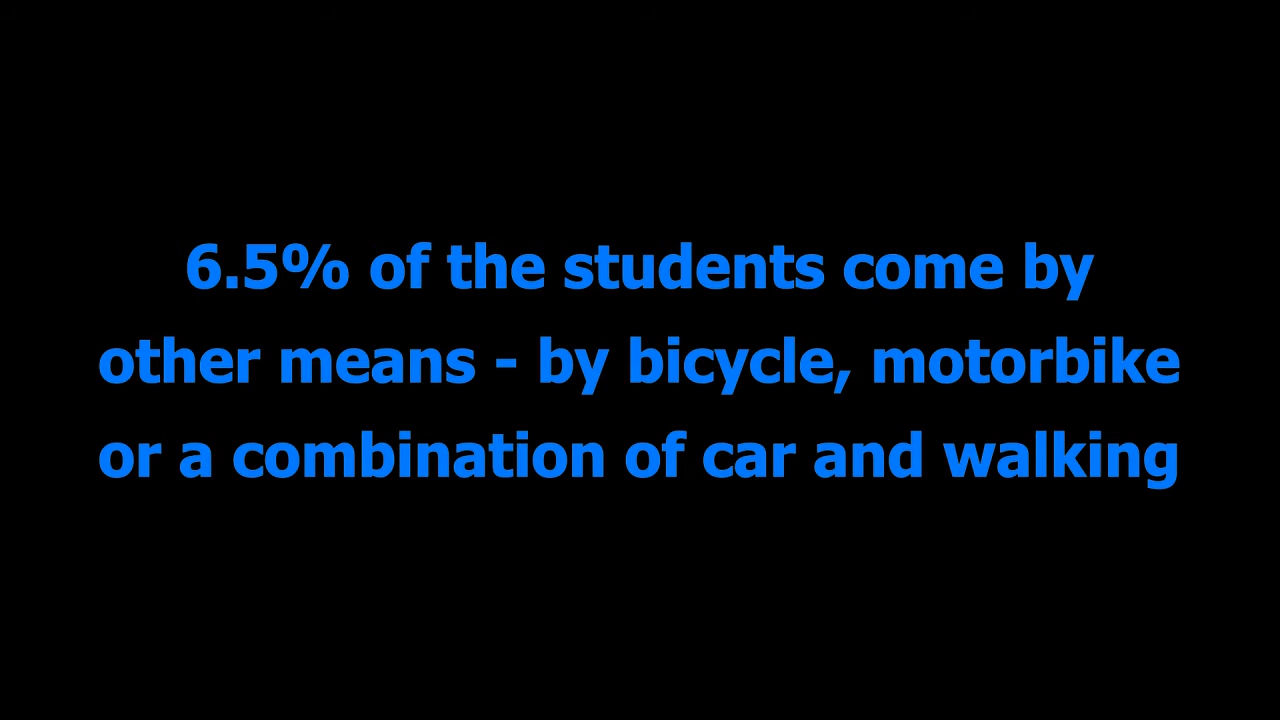 6.5% of the students come by
other means - by bicycle, motorbike
or a combination of car and walking